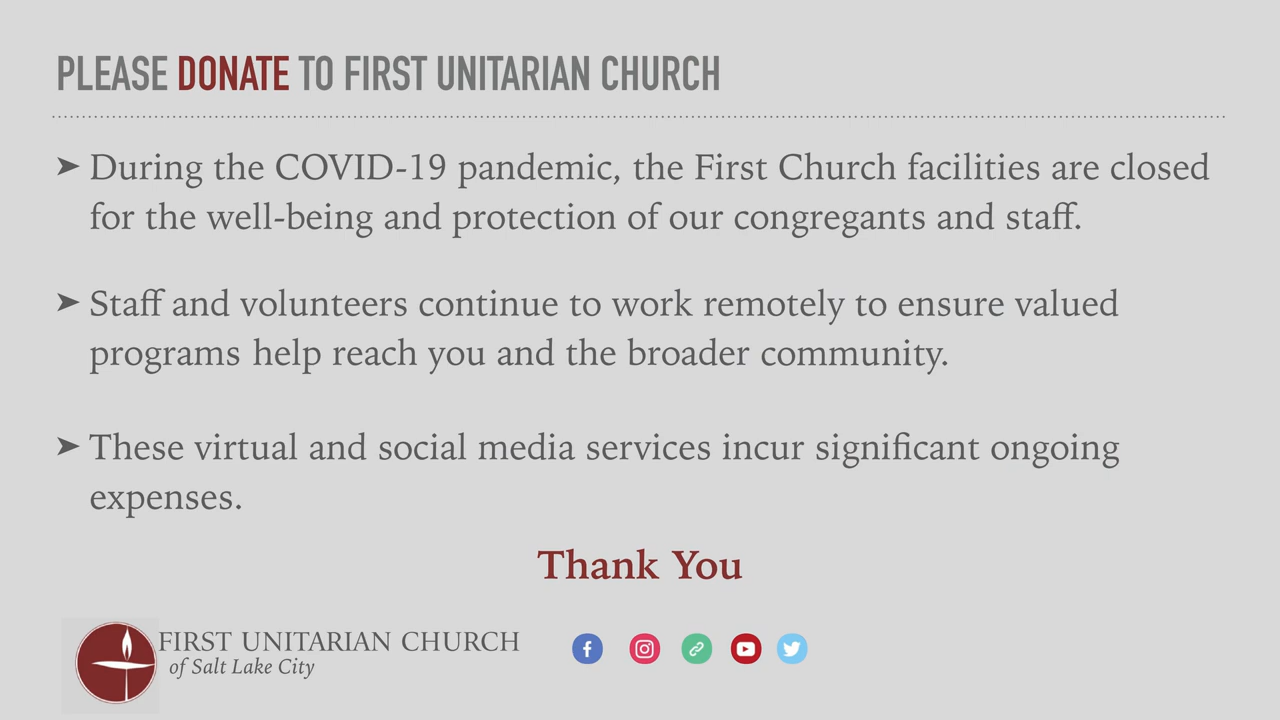 PLEASE DONATE TO FIRST UNITARIAN CHURCH
➤ During the COVID-19 pandemic, the First Church facilities are closed
for the well-being and protection of our congregants and staff.
➤ Staff and volunteers continue to work remotely to ensure valued
programs help reach you and the broader community.
➤ These virtual and social media services incur significant ongoing
expenses.
Thank You
FIRST UNITARIAN CHURCH
of Salt Lake City